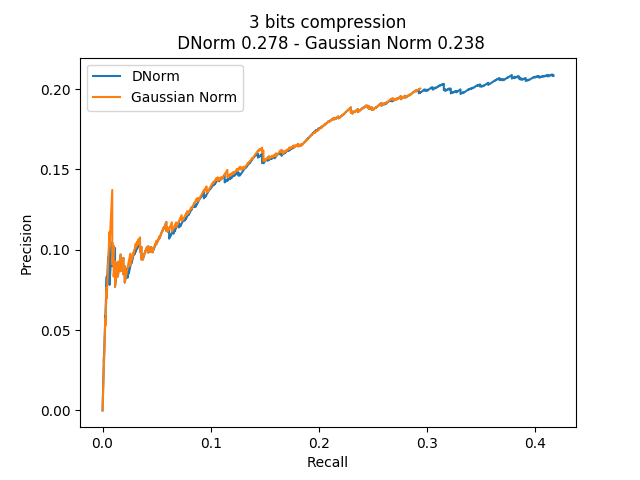 3 bits compression
DNorm 0.278 - Gaussian Norm 0.238
DNorm
Gaussian Norm
0.20
0.15
0.10
0.05
0.00
Precision
0.0 0.1 0.2 0.3 0.4
Recall